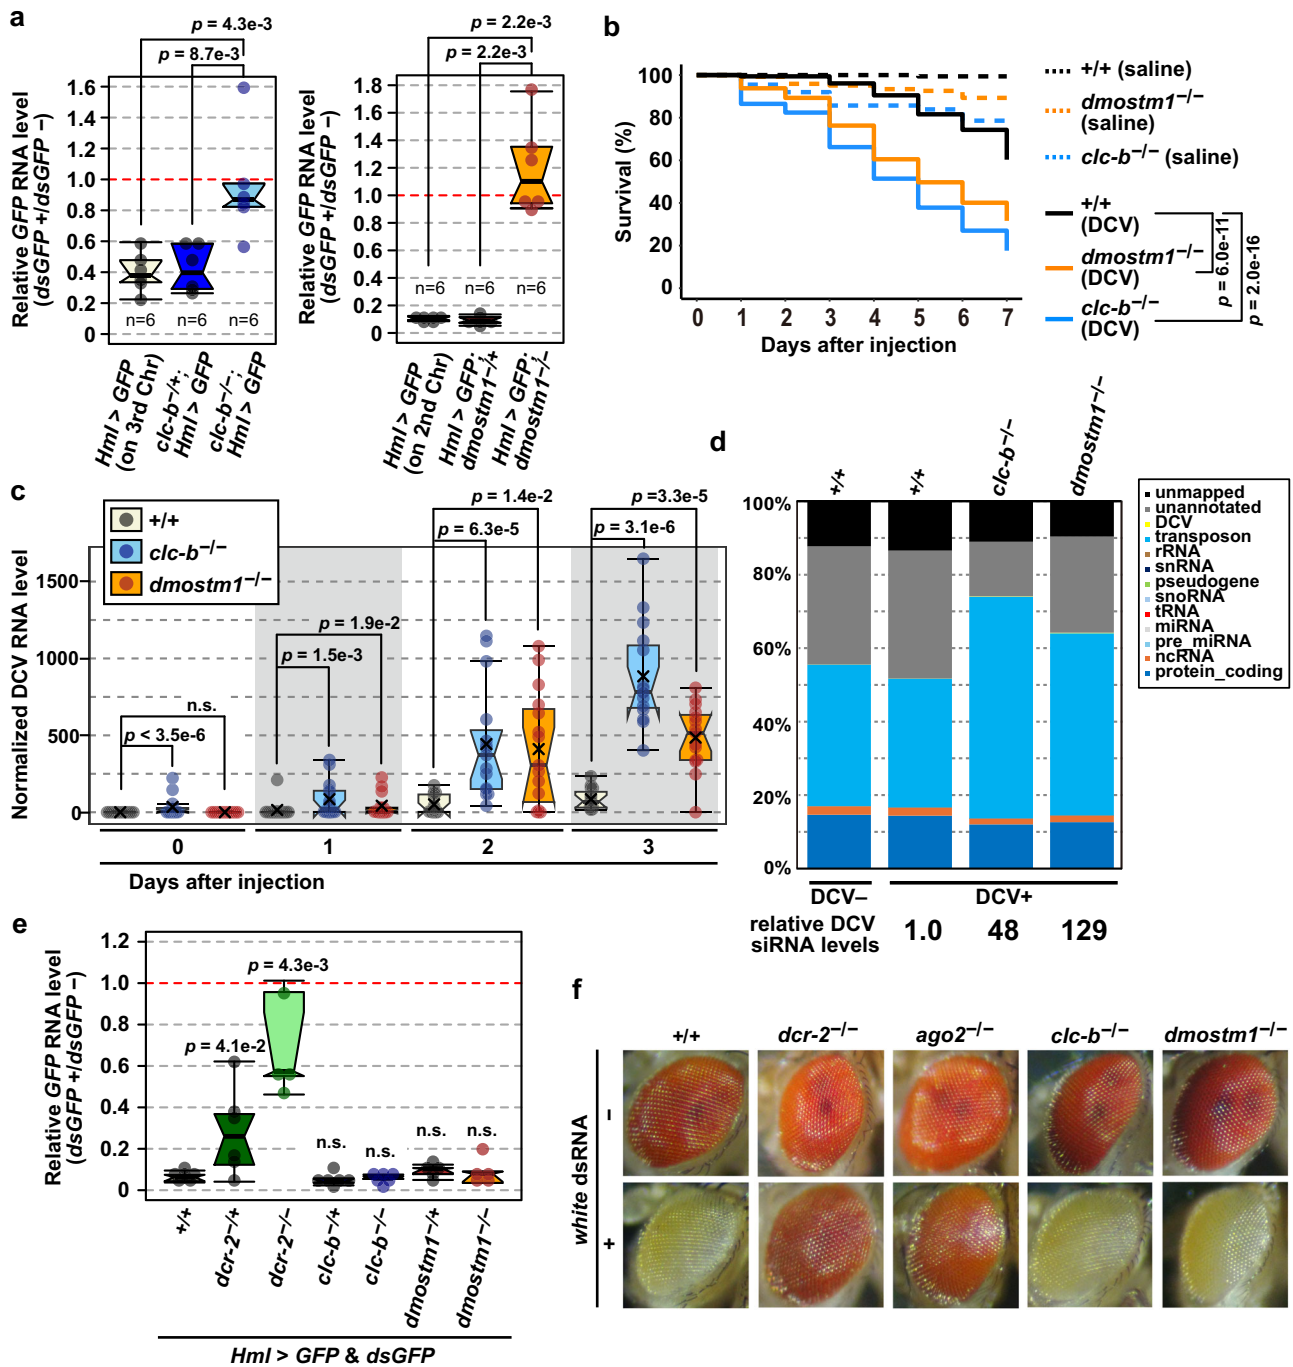 a
p = 4.3e-3
p = 8.7e-3
Relative GFP RNA level
(dsGFP +/dsGFP −)
1.6
1.4
1.2
1.0
0.8
0.6
0.4
0.2
0
n=6 n=6 n=6
Hml > GFP
(on 3rd Chr)
clc-b−/+;
Hml > GFP
clc-b−/−;
Hml > GFP
p = 2.2e-3
p = 2.2e-3
Relative GFP RNA level
(dsGFP +/dsGFP −)
1.8
1.6
1.4
1.2
1.0
0.8
0.6
0.4
0.2
0
n=6 n=6 n=6
Hml > GFP
(on 2nd Chr)
Hml > GFP;
dmostm1−/+
Hml > GFP;
dmostm1−/−
b
Survival (%)
100
80
60
40
20
0
0 1 2 3 4 5 6 7
Days after injection
+/+ (saline)
dmostm1−/−
(saline)
clc-b−/− (saline)
+/+
(DCV)
dmostm1−/−
(DCV)
clc-b−/−
(DCV)
p = 6.0e-11
p = 2.0e-16
c
+/+
clc-b−/−
dmostm1−/−
Normalized DCV RNA level
1500
1000
500
0
n.s.
p < 3.5e-6
p = 1.9e-2
p = 1.5e-3
p = 1.4e-2
p = 6.3e-5
p =3.3e-5
p = 3.1e-6
0 1 2 3
Days after injection
d
+/+ +/+ clc-b−/− dmostm1−/−
100%
80%
60%
40%
20%
0%
DCV– DCV+
relative DCV
siRNA levels
1.0 48 129
unmapped
unannotated
DCV
transposon
rRNA
snRNA
pseudogene
snoRNA
tRNA
miRNA
pre_miRNA
ncRNA
protein_coding
e
Relative GFP RNA level
(dsGFP +/dsGFP −)
1.2
1.0
0.8
0.6
0.4
0.2
0
p = 4.3e-3
p = 4.1e-2
n.s. n.s. n.s. n.s.
+/+
dcr-2−/+
dcr-2−/−
clc-b−/+
clc-b−/−
dmostm1−/+
dmostm1−/−
Hml > GFP & dsGFP
f
+/+ dcr-2−/− ago2−/− clc-b−/− dmostm1−/−
white dsRNA
−
+